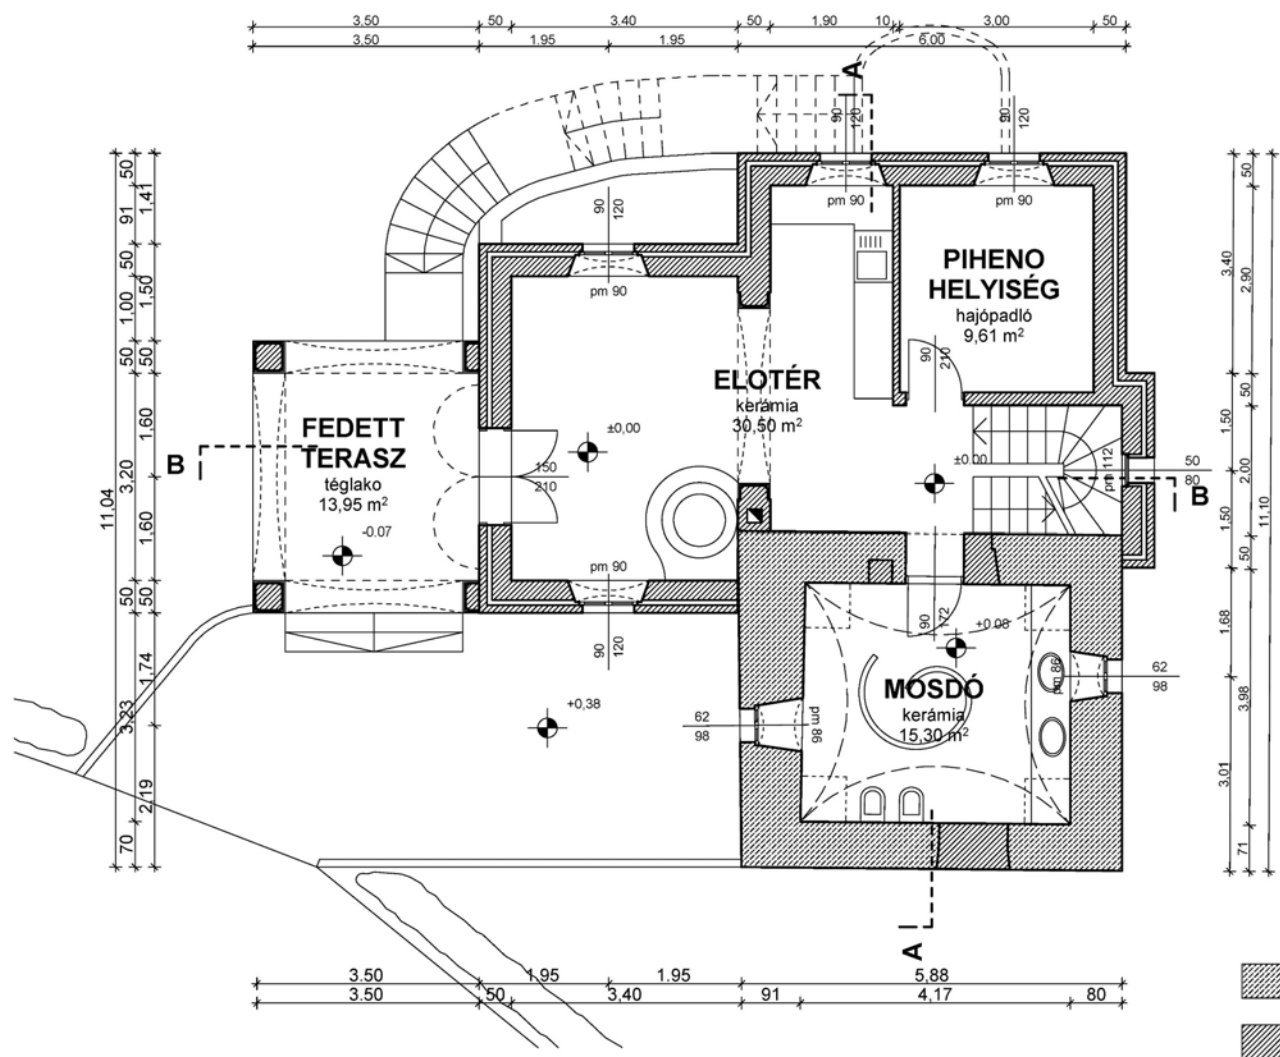 3.50 50 3.40 50 1.90 10 3.00 50
3.50 1.95 1.95 6.00
A
90 120
90 120
50 91 50 1,00 50 3,20 50 3,23 70
1,41 1,50 50 1,60 1,60 50 1,74 2,19
11,04
90 120
pm 90
pm 90
pm 90
PIHENO
HELYISÉG
hajópadló
9,61 m²
90 210
ELOTÉR
kerámia
30,50 m²
±0,00
FEDETT
TERASZ
téglako
13,95 m²
-0.07
B
150
210
±0.00
pm 112
50
80
B
pm 90
90 120
90 172
+0.08
MOSDÓ
kerámia
15,30 m²
pm 86
62
98
+0,38
62
98
pm 86
3,40 1,50 1,50 1,68 3,01
50 2,90 50 2,00 50 3,98 71
11,10
A
3.50 1.95 1.95 5,88
3.50 50 3,40 91 4,17 80